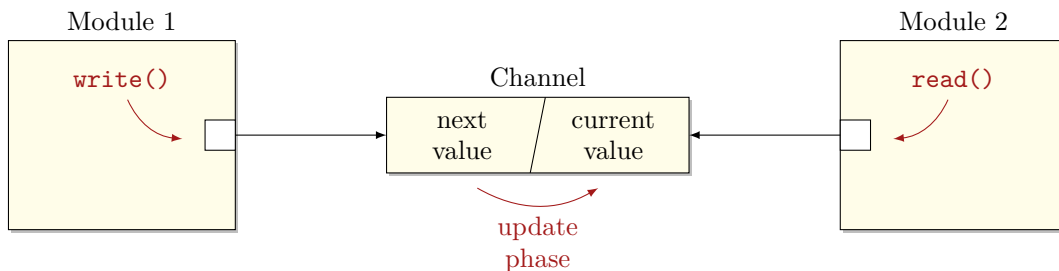 Module 1
Module 2
write()
read()
Channel
next
value
current
value
update
phase